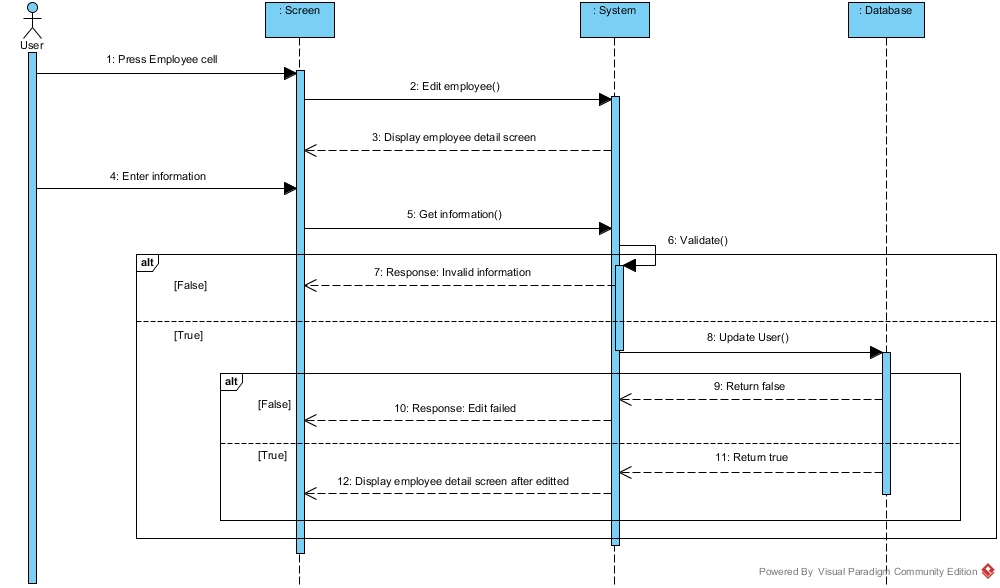 : Screen
: System
: Database
User
1: Press Employee cell
2: Edit employee()
3: Display employee detail screen
4: Enter information
5: Get information()
6: Validate()
alt
7: Response: Invalid information
[False]
[True]
8: Update User()
alt
9: Return false
[False]
10: Response: Edit failed
[True]
11: Return true
12: Display employee detail screen after editted
Powered By Visual Paradigm Community Edition